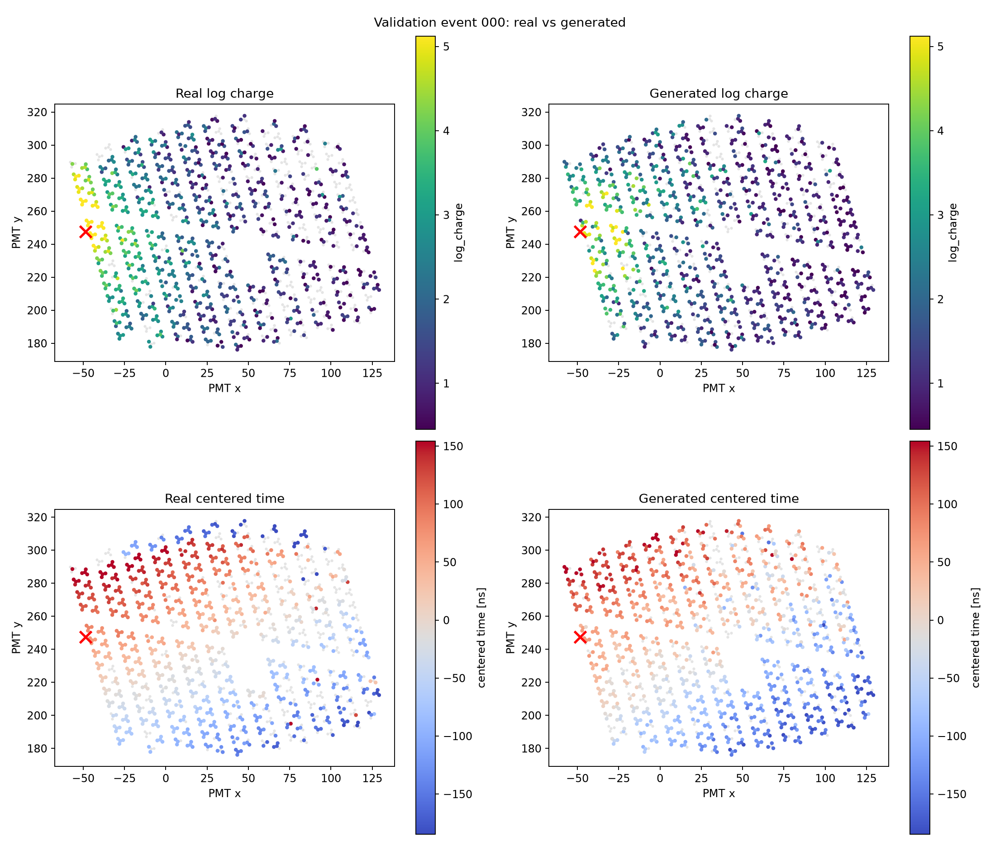 Validation event 000: real vs generated
Real log charge
320
300
280
260
240
220
200
180
PMT y
−50 −25 0 25 50 75 100 125
PMT x
5
4
3
2
1
log_charge
Generated log charge
320
300
280
260
240
220
200
180
PMT y
−50 −25 0 25 50 75 100 125
PMT x
5
4
3
2
1
log_charge
Real centered time
320
300
280
260
240
220
200
180
PMT y
−50 −25 0 25 50 75 100 125
PMT x
150
100
50
0
−50
−100
−150
centered time [ns]
Generated centered time
320
300
280
260
240
220
200
180
PMT y
−50 −25 0 25 50 75 100 125
PMT x
150
100
50
0
−50
−100
−150
centered time [ns]